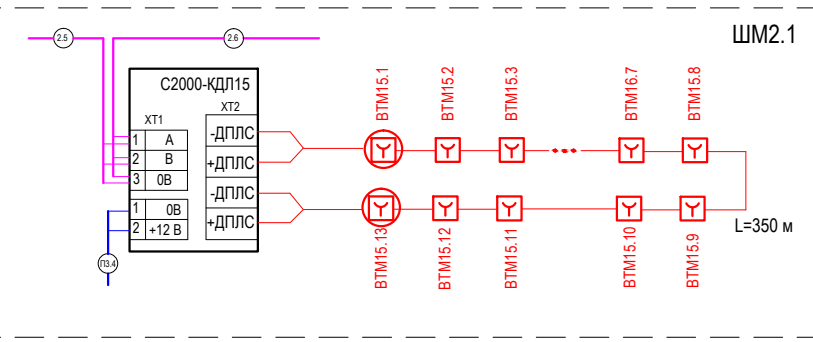 ШМ2.1
2.5
2.6
С2000-КДЛ15
XT1
XT2
1 А
2 В
3 0В
1 0В
2 +12 В
-ДПЛС
+ДПЛС
-ДПЛС
+ДПЛС
П3.4
ВТМ15.1
ВТМ15.2
ВТМ15.3
ВТМ16.7
ВТМ15.8
ВТМ15.13
ВТМ15.12
ВТМ15.11
ВТМ15.10
ВТМ15.9
L=350 м